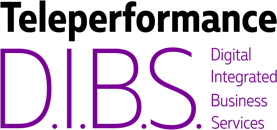 Teleperformance
D.I.B.S.
Digital
Integrated
Business
Services